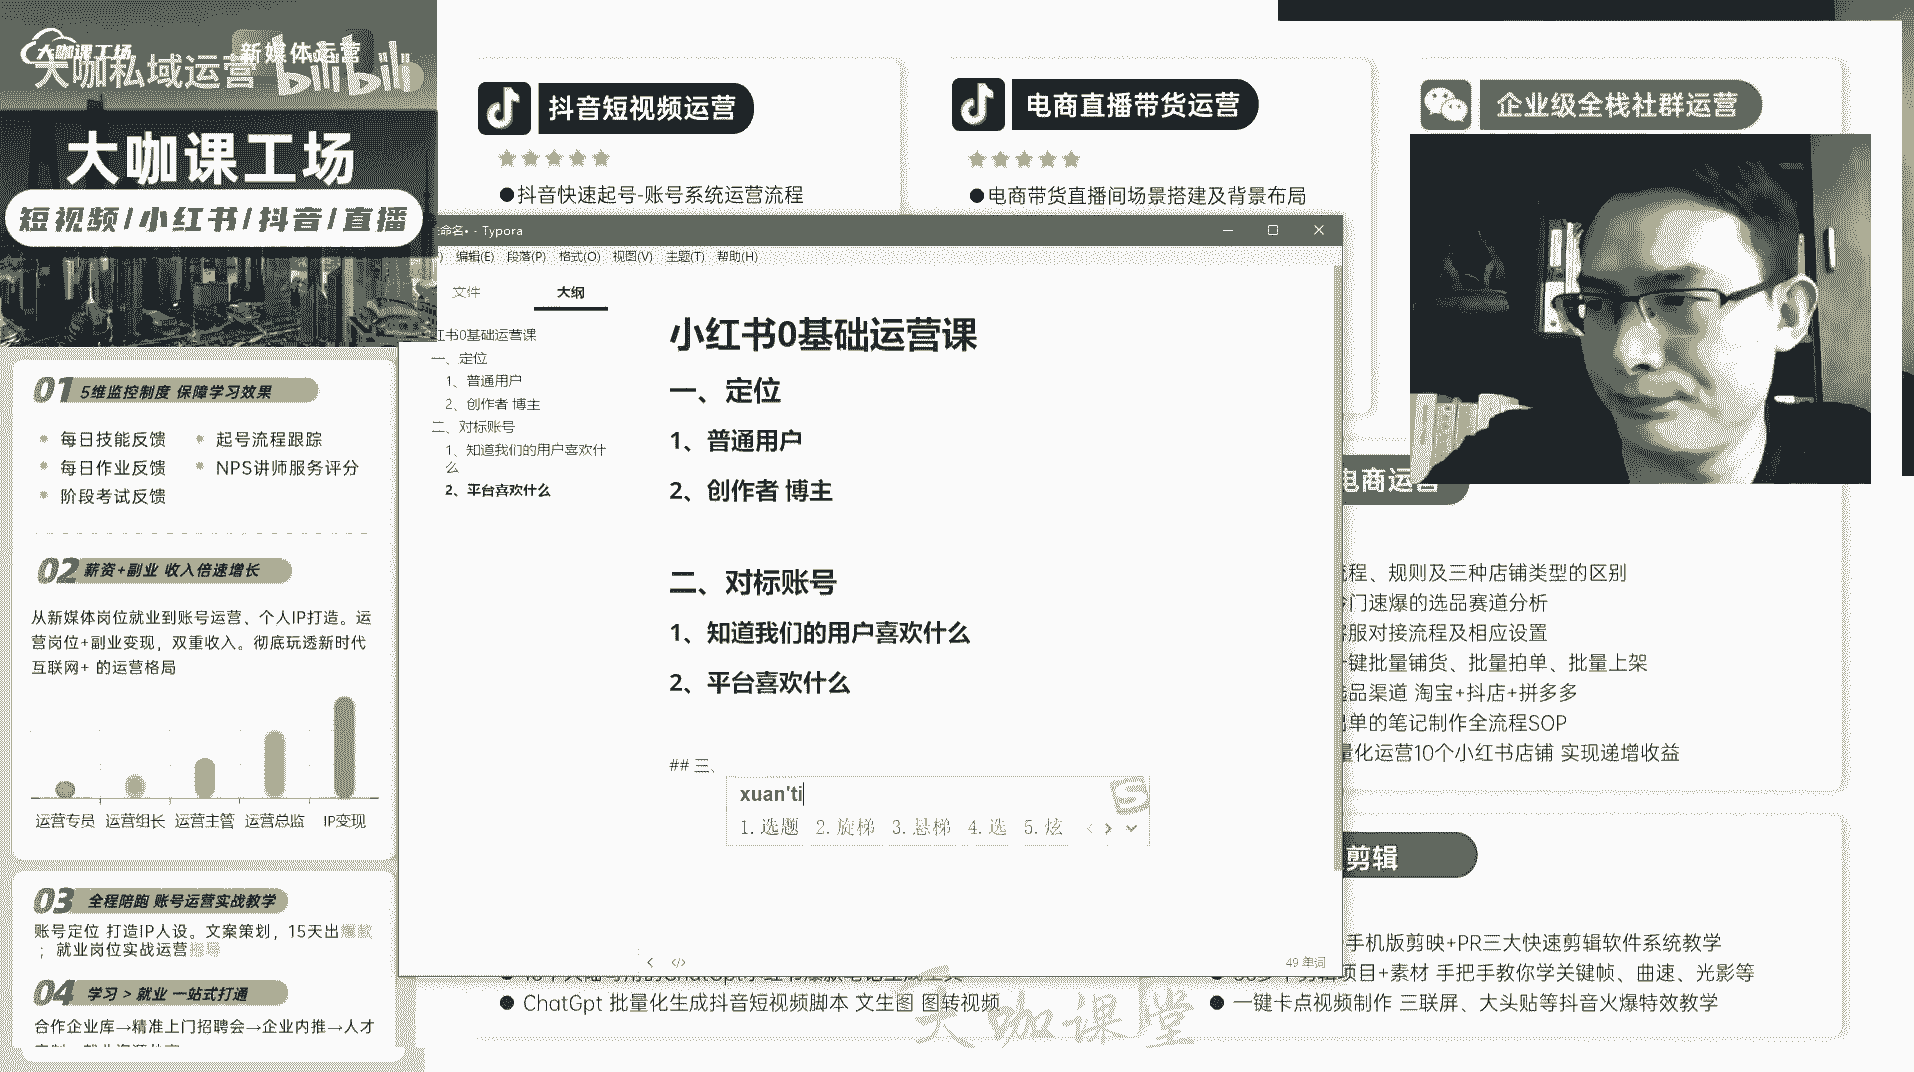 大咖课工场
新媒体运营
大咖私域运营
bilibili
大咖课工场
短视频/小红书/抖音/直播
01 5维监控制度 保障学习效果
每日技能反馈
起号流程跟踪
每日作业反馈
NPS讲师服务评分
阶段考试反馈
02 薪资+副业 收入倍速增长
从新媒体岗位就业到账号运营、个人IP打造。运
营岗位+副业变现，双重收入。彻底玩透新时代
互联网+ 的运营格局
运营专员 运营组长 运营主管 运营总监 IP变现
03 全程陪跑 账号运营实战教学
账号定位 打造IP人设。文案策划，15天出爆款
；就业岗位实战运营指导
04 学习 > 就业 一站式打通
合作企业库→精准上门招聘会→企业内推→人才
抖音短视频运营
●抖音快速起号-账号系统运营流程
电商直播带货运营
●电商带货直播间场景搭建及背景布局
企业级全栈社群运营
命名• - Typora
编辑(E) 段落(P) 格式(O) 视图(V) 主题(T) 帮助(H)
文件
大纲
红书0基础运营课
一、定位
1、普通用户
2、创作者 博主
二、对标账号
1、知道我们的用户喜欢什
么
2、平台喜欢什么
小红书0基础运营课
一、定位
1、普通用户
2、创作者 博主
二、对标账号
1、知道我们的用户喜欢什么
2、平台喜欢什么
## 三、
xuan'ti
1. 选题 2. 旋梯 3. 悬梯 4. 选 5. 炫
49 单词
电商运营
流程、规则及三种店铺类型的区别
冷门速爆的选品赛道分析
客服对接流程及相应设置
一键批量铺货、批量拍单、批量上架
选品渠道 淘宝+抖店+拼多多
出单的笔记制作全流程SOP
量化运营10个小红书店铺 实现递增收益
剪辑
手机版剪映+PR三大快速剪辑软件系统教学
项目+素材 手把手教你学关键帧、曲速、光影等
● 一键卡点视频制作 三联屏、大头贴等抖音火爆特效教学
● ChatGpt 批量化生成抖音短视频脚本 文生图 图转视频
天咖课堂